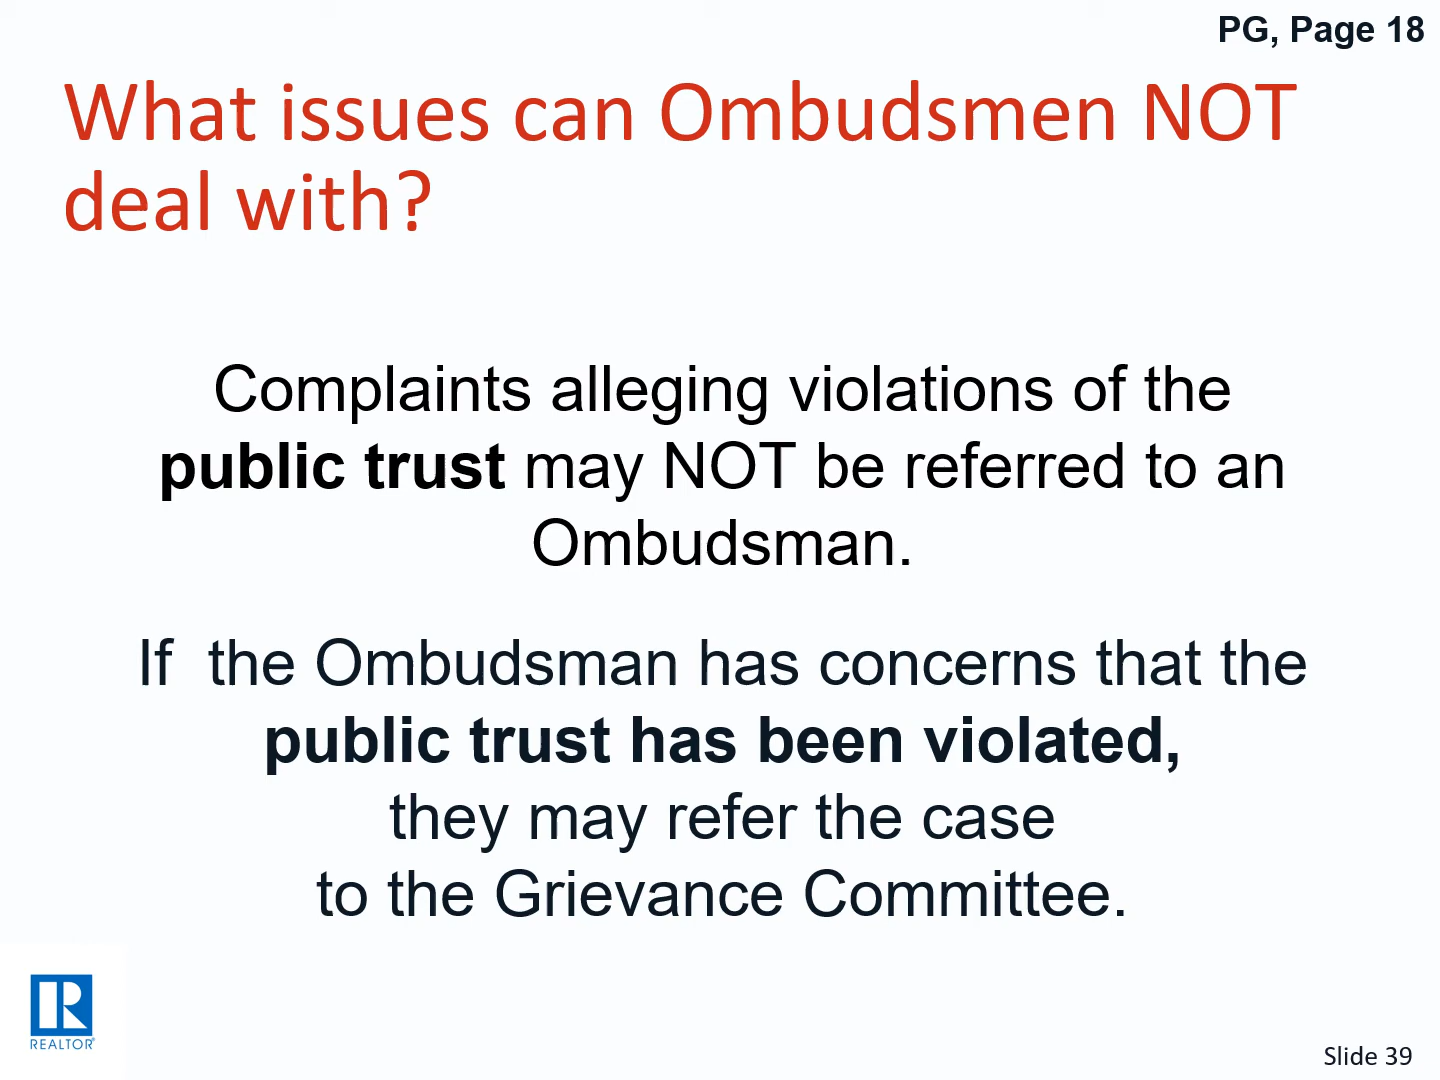 PG, Page 18
What issues can Ombudsmen NOT
deal with?
Complaints alleging violations of the
public trust may NOT be referred to an
Ombudsman.
If  the Ombudsman has concerns that the
public trust has been violated,
they may refer the case
to the Grievance Committee.
R
REALTOR®
Slide 39